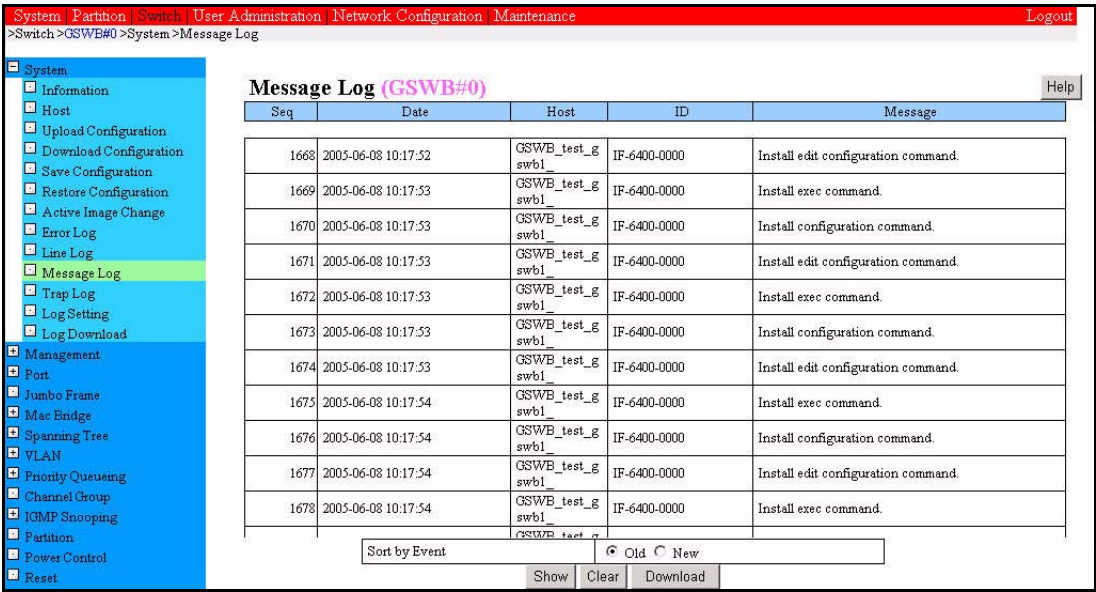 System | Partition | Switch | User Administration | Network Configuration | Maintenance Logout
>Switch >GSWB#0 >System >Message Log
System
Information
Host
Upload Configuration
Download Configuration
Save Configuration
Restore Configuration
Active Image Change
Error Log
Line Log
Message Log
Trap Log
Log Setting
Log Download
Management
Port
Jumbo Frame
Mac Bridge
Spanning Tree
VLAN
Priority Queueing
Channel Group
IGMP Snooping
Partition
Power Control
Reset
Message Log (GSWB#0)
Help
Seq Date Host ID Message
1668 2005-06-08 10:17:52 GSWB_test_g IF-6400-0000 Install edit configuration command.
swb1_
1669 2005-06-08 10:17:53 GSWB_test_g IF-6400-0000 Install exec command.
swb1_
1670 2005-06-08 10:17:53 GSWB_test_g IF-6400-0000 Install configuration command.
swb1_
1671 2005-06-08 10:17:53 GSWB_test_g IF-6400-0000 Install edit configuration command.
swb1_
1672 2005-06-08 10:17:53 GSWB_test_g IF-6400-0000 Install exec command.
swb1_
1673 2005-06-08 10:17:53 GSWB_test_g IF-6400-0000 Install configuration command.
swb1_
1674 2005-06-08 10:17:53 GSWB_test_g IF-6400-0000 Install edit configuration command.
swb1_
1675 2005-06-08 10:17:54 GSWB_test_g IF-6400-0000 Install exec command.
swb1_
1676 2005-06-08 10:17:54 GSWB_test_g IF-6400-0000 Install configuration command.
swb1_
1677 2005-06-08 10:17:54 GSWB_test_g IF-6400-0000 Install edit configuration command.
swb1_
1678 2005-06-08 10:17:54 GSWB_test_g IF-6400-0000 Install exec command.
swb1_
GSWB_test_g
Sort by Event Old New
Show Clear Download